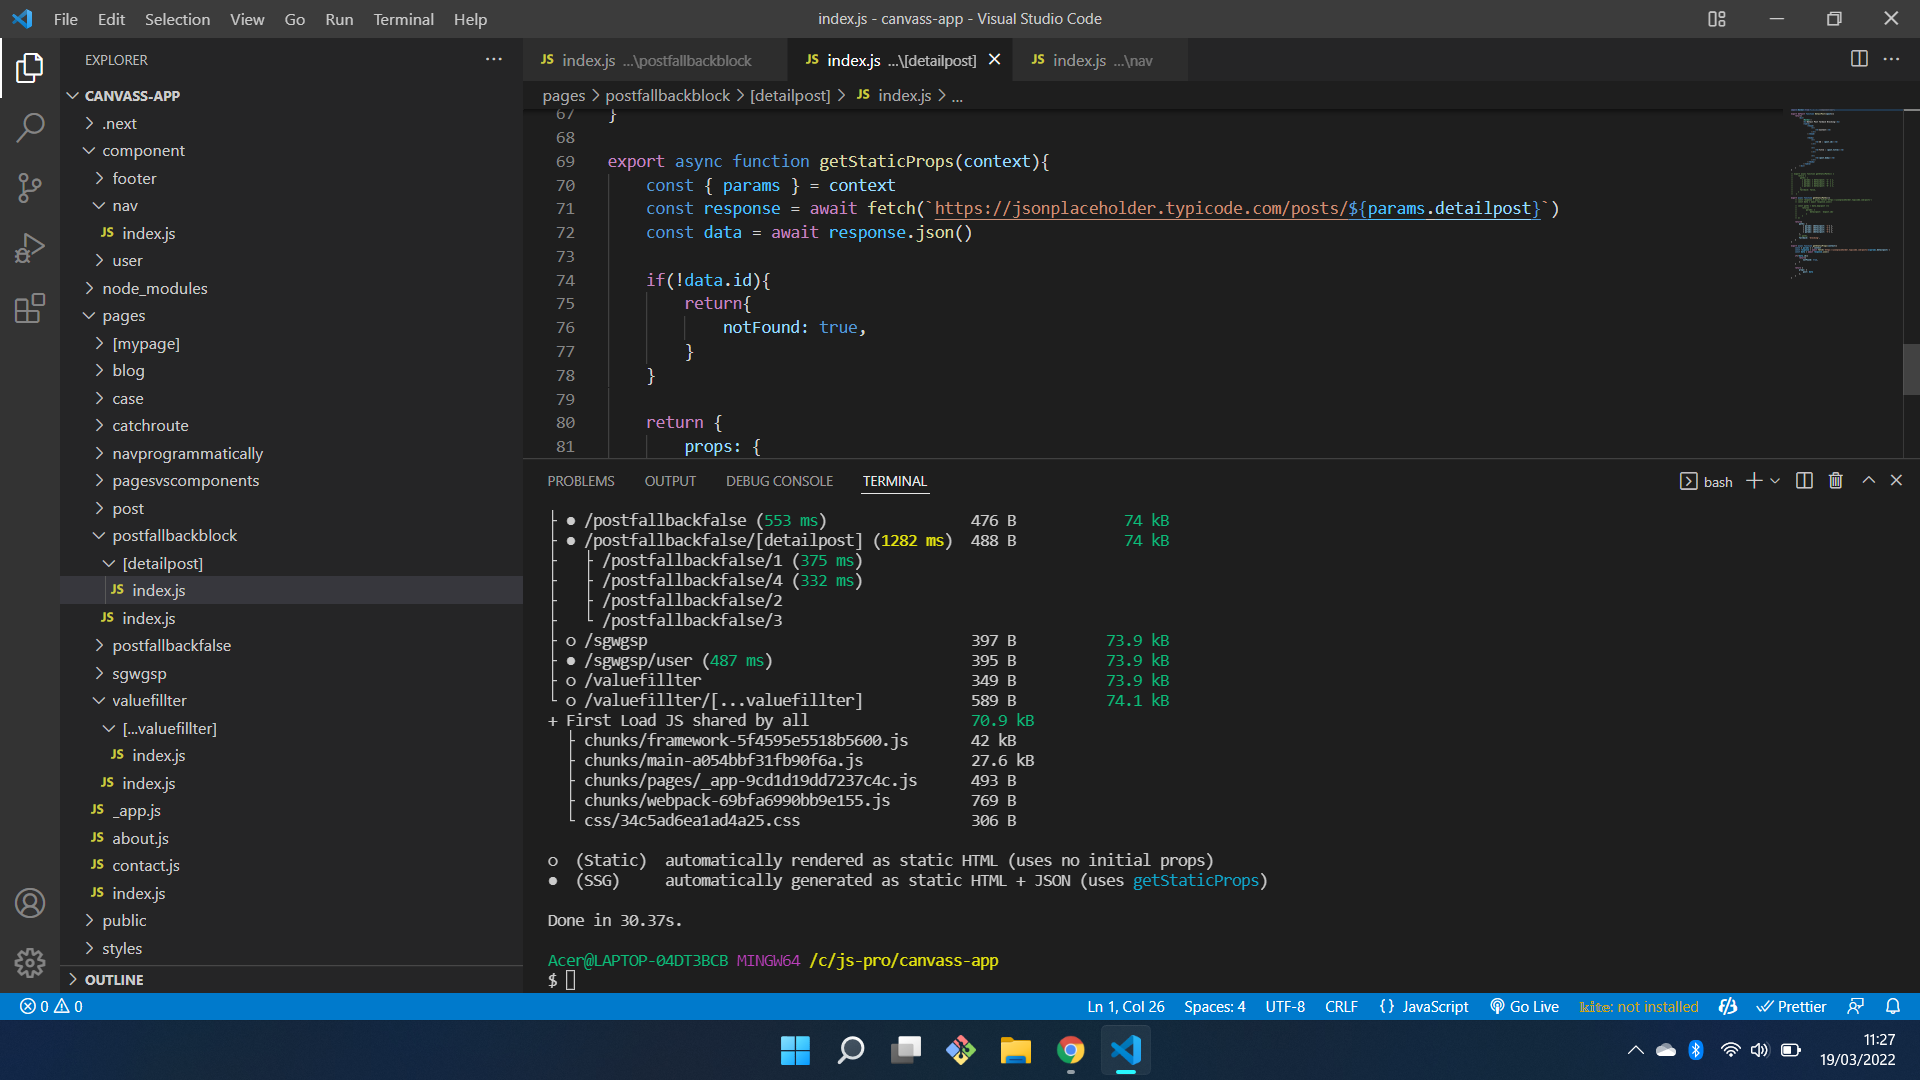 File Edit Selection View Go Run Terminal Help
index.js - canvass-app - Visual Studio Code
EXPLORER
CANVASS-APP
.next
component
footer
nav
JS index.js
user
node_modules
pages
[mypage]
blog
case
catchroute
navprogrammatically
pagesvscomponents
post
postfallbackblock
[detailpost]
JS index.js
JS index.js
postfallbackfalse
sgwgsp
valuefillter
[...valuefillter]
JS index.js
JS index.js
JS _app.js
JS about.js
JS contact.js
JS index.js
public
styles
OUTLINE
JS index.js ...\postfallbackblock
JS index.js ...\[detailpost]
JS index.js ...\nav
pages > postfallbackblock > [detailpost] > JS index.js > ...
67 }
68
69 export async function getStaticProps(context){
70 const { params } = context
71 const response = await fetch(`https://jsonplaceholder.typicode.com/posts/${params.detailpost}`)
72 const data = await response.json()
73
74 if(!data.id){
75 return{
76 notFound: true,
77 }
78 }
79
80 return {
81 props: {
PROBLEMS OUTPUT DEBUG CONSOLE TERMINAL
bash
├ ● /postfallbackfalse (553 ms) 476 B 74 kB
├ ● /postfallbackfalse/[detailpost] (1282 ms) 488 B 74 kB
├ ├ /postfallbackfalse/1 (375 ms)
├ ├ /postfallbackfalse/4 (332 ms)
├ ├ /postfallbackfalse/2
├ └ /postfallbackfalse/3
├ ○ /sgwgsp 397 B 73.9 kB
├ ● /sgwgsp/user (487 ms) 395 B 73.9 kB
├ ○ /valuefillter 349 B 73.9 kB
└ ○ /valuefillter/[...valuefillter] 589 B 74.1 kB
+ First Load JS shared by all 70.9 kB
├ chunks/framework-5f4595e5518b5600.js 42 kB
├ chunks/main-a054bbf31fb90f6a.js 27.6 kB
├ chunks/pages/_app-9cd1d19dd7237c4c.js 493 B
├ chunks/webpack-69bfa6990bb9e155.js 769 B
└ css/34c5ad6ea1ad4a25.css 306 B
○ (Static) automatically rendered as static HTML (uses no initial props)
● (SSG) automatically generated as static HTML + JSON (uses getStaticProps)
Done in 30.37s.
Acer@LAPTOP-04DT3BCB MINGW64 /c/js-pro/canvass-app
$
0 0
Ln 1, Col 26 Spaces: 4 UTF-8 CRLF {} JavaScript Go Live kite: not installed Prettier
11:27
19/03/2022